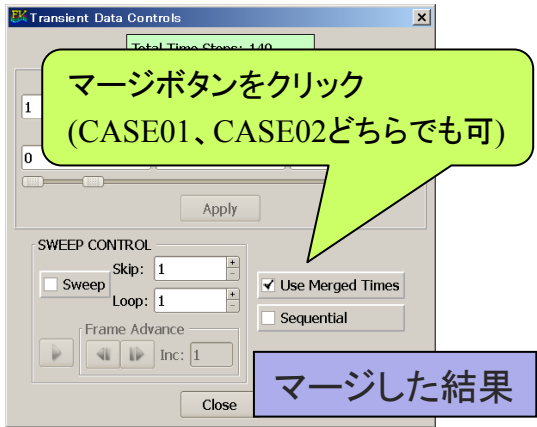 Transient Data Controls
Total Time Steps: 149
マージボタンをクリック
(CASE01、CASE02どちらでも可)
1
0
Apply
SWEEP CONTROL
Sweep
Skip: 1
Loop: 1
Use Merged Times
Sequential
Frame Advance
Inc: 1
マージした結果
Close